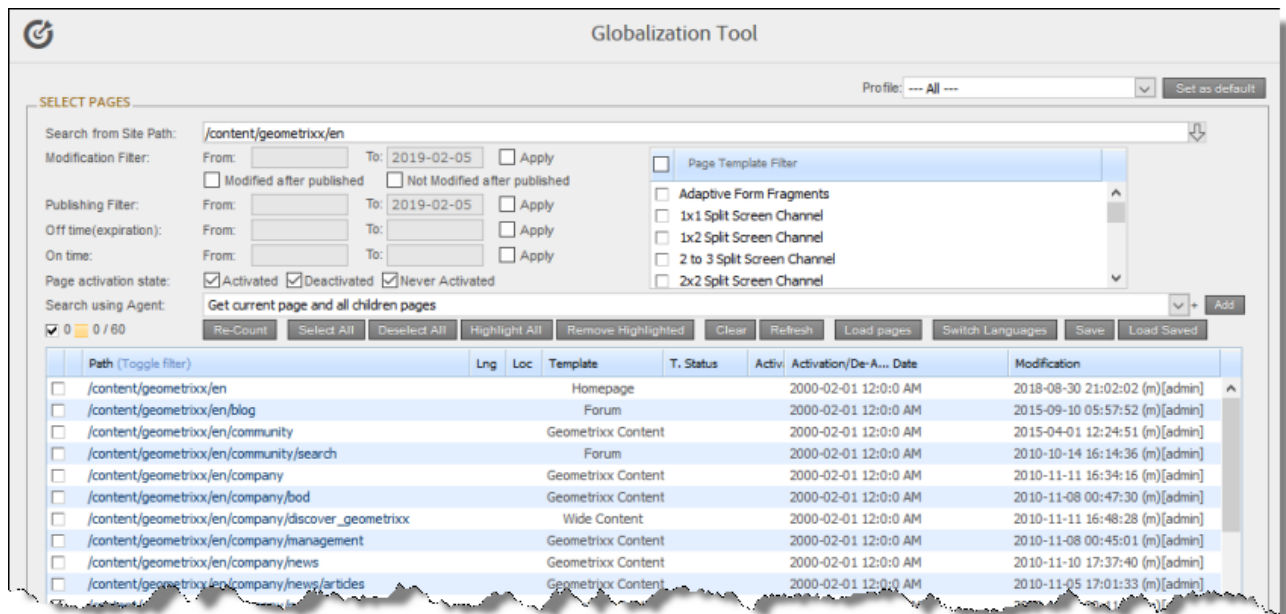 Globalization Tool
Profile: --- All --- Set as default
SELECT PAGES
Search from Site Path: /content/geometrixx/en
Modification Filter: From: To: 2019-02-05 Apply
Modified after published Not Modified after published
Publishing Filter: From: To: 2019-02-05 Apply
Off time(expiration): From: To: Apply
On time: From: To: Apply
Page activation state: Activated Deactivated Never Activated
Page Template Filter
Adaptive Form Fragments
1x1 Split Screen Channel
1x2 Split Screen Channel
2 to 3 Split Screen Channel
2x2 Split Screen Channel
Search using Agent: Get current page and all children pages + Add
0 0 / 60 Re-Count Select All Deselect All Highlight All Remove Highlighted Clear Refresh Load pages Switch Languages Save Load Saved
Path (Toggle filter) Lng Loc Template T. Status Activ. Activation/De-A... Date Modification
/content/geometrixx/en Homepage 2000-02-01 12:0:0 AM 2018-08-30 21:02:02 (m)[admin]
/content/geometrixx/en/blog Forum 2000-02-01 12:0:0 AM 2015-09-10 05:57:52 (m)[admin]
/content/geometrixx/en/community Geometrixx Content 2000-02-01 12:0:0 AM 2015-04-01 12:24:51 (m)[admin]
/content/geometrixx/en/community/search Forum 2000-02-01 12:0:0 AM 2010-10-14 16:14:36 (m)[admin]
/content/geometrixx/en/company Geometrixx Content 2000-02-01 12:0:0 AM 2010-11-11 16:34:16 (m)[admin]
/content/geometrixx/en/company/bod Geometrixx Content 2000-02-01 12:0:0 AM 2010-11-08 00:47:30 (m)[admin]
/content/geometrixx/en/company/discover_geometrixx Wide Content 2000-02-01 12:0:0 AM 2010-11-11 16:48:28 (m)[admin]
/content/geometrixx/en/company/management Geometrixx Content 2000-02-01 12:0:0 AM 2010-11-08 00:45:01 (m)[admin]
/content/geometrixx/en/company/news Geometrixx Content 2000-02-01 12:0:0 AM 2010-11-10 17:37:40 (m)[admin]
/content/geometrixx/en/company/news/articles Geometrixx Content 2000-02-01 12:0:0 AM 2010-11-05 17:01:33 (m)[admin]